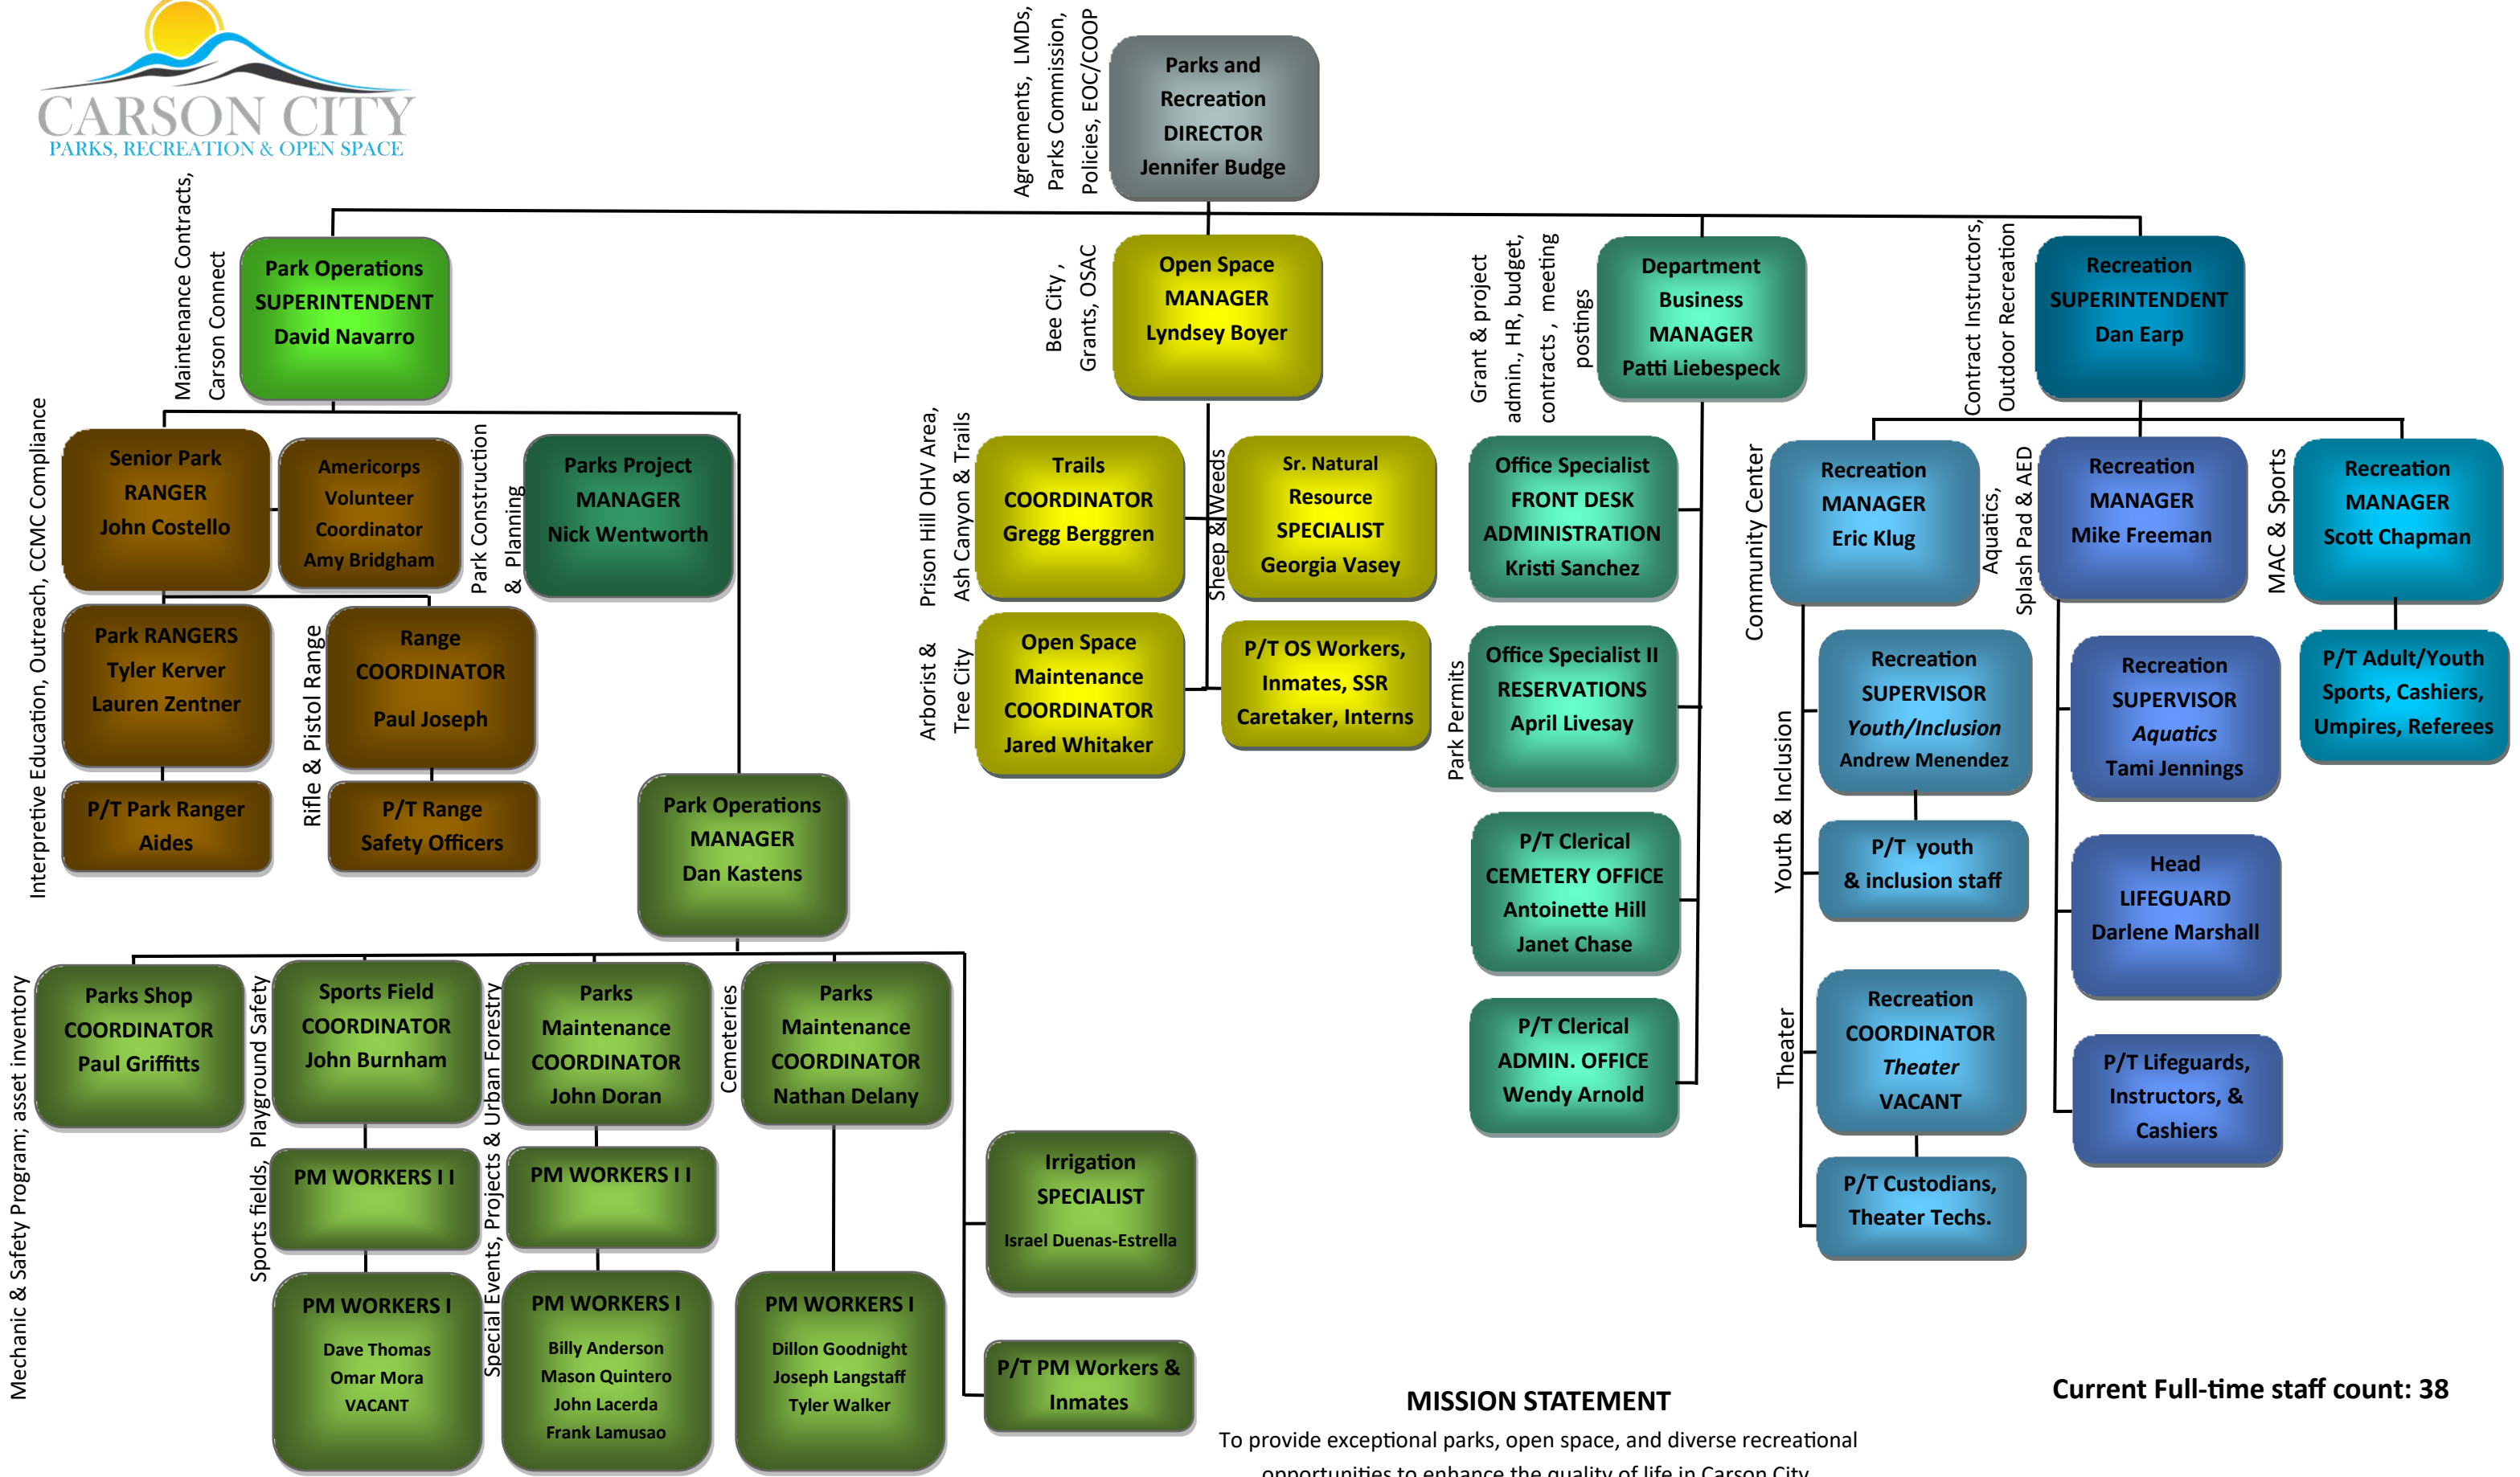 CARSON CITY
PARKS, RECREATION & OPEN SPACE
Agreements, LMDs,
Parks Commission,
Policies, EOC/COOP
Parks and
Recreation
DIRECTOR
Jennifer Budge
Maintenance Contracts,
Carson Connect
Park Operations
SUPERINTENDENT
David Navarro
Bee City ,
Grants, OSAC
Open Space
MANAGER
Lyndsey Boyer
Grant & project
admin., HR, budget,
contracts , meeting
postings
Department
Business
MANAGER
Patti Liebespeck
Contract Instructors,
Outdoor Recreation
Recreation
SUPERINTENDENT
Dan Earp
Interpretive Education, Outreach, CCMC Compliance
Senior Park
RANGER
John Costello
Americorps
Volunteer
Coordinator
Amy Bridgham
Park Construction
& Planning
Parks Project
MANAGER
Nick Wentworth
Park RANGERS
Tyler Kerver
Lauren Zentner
Rifle & Pistol Range
Range
COORDINATOR
Paul Joseph
P/T Park Ranger
Aides
P/T Range
Safety Officers
Park Operations
MANAGER
Dan Kastens
Prison Hill OHV Area,
Ash Canyon & Trails
Trails
COORDINATOR
Gregg Berggren
Sheep & Weeds
Sr. Natural
Resource
SPECIALIST
Georgia Vasey
Arborist &
Tree City
Open Space
Maintenance
COORDINATOR
Jared Whitaker
P/T OS Workers,
Inmates, SSR
Caretaker, Interns
Office Specialist
FRONT DESK
ADMINISTRATION
Kristi Sanchez
Park Permits
Office Specialist II
RESERVATIONS
April Livesay
P/T Clerical
CEMETERY OFFICE
Antoinette Hill
Janet Chase
P/T Clerical
ADMIN. OFFICE
Wendy Arnold
Community Center
Recreation
MANAGER
Eric Klug
Aquatics,
Splash Pad & AED
Recreation
MANAGER
Mike Freeman
MAC & Sports
Recreation
MANAGER
Scott Chapman
Youth & Inclusion
Recreation
SUPERVISOR
Youth/Inclusion
Andrew Menendez
P/T youth
& inclusion staff
Theater
Recreation
COORDINATOR
Theater
VACANT
P/T Custodians,
Theater Techs.
Recreation
SUPERVISOR
Aquatics
Tami Jennings
Head
LIFEGUARD
Darlene Marshall
P/T Lifeguards,
Instructors, &
Cashiers
P/T Adult/Youth
Sports, Cashiers,
Umpires, Referees
Mechanic & Safety Program; asset inventory
Parks Shop
COORDINATOR
Paul Griffitts
Sports fields, Playground Safety
Sports Field
COORDINATOR
John Burnham
Special Events, Projects & Urban Forestry
Parks
Maintenance
COORDINATOR
John Doran
Cemeteries
Parks
Maintenance
COORDINATOR
Nathan Delany
PM WORKERS I I
PM WORKERS I I
PM WORKERS I
Dave Thomas
Omar Mora
VACANT
PM WORKERS I
Billy Anderson
Mason Quintero
John Lacerda
Frank Lamusao
PM WORKERS I
Dillon Goodnight
Joseph Langstaff
Tyler Walker
Irrigation
SPECIALIST
Israel Duenas-Estrella
P/T PM Workers &
Inmates
MISSION STATEMENT
To provide exceptional parks, open space, and diverse recreational
opportunities to enhance the quality of life in Carson City
Current Full-time staff count: 38